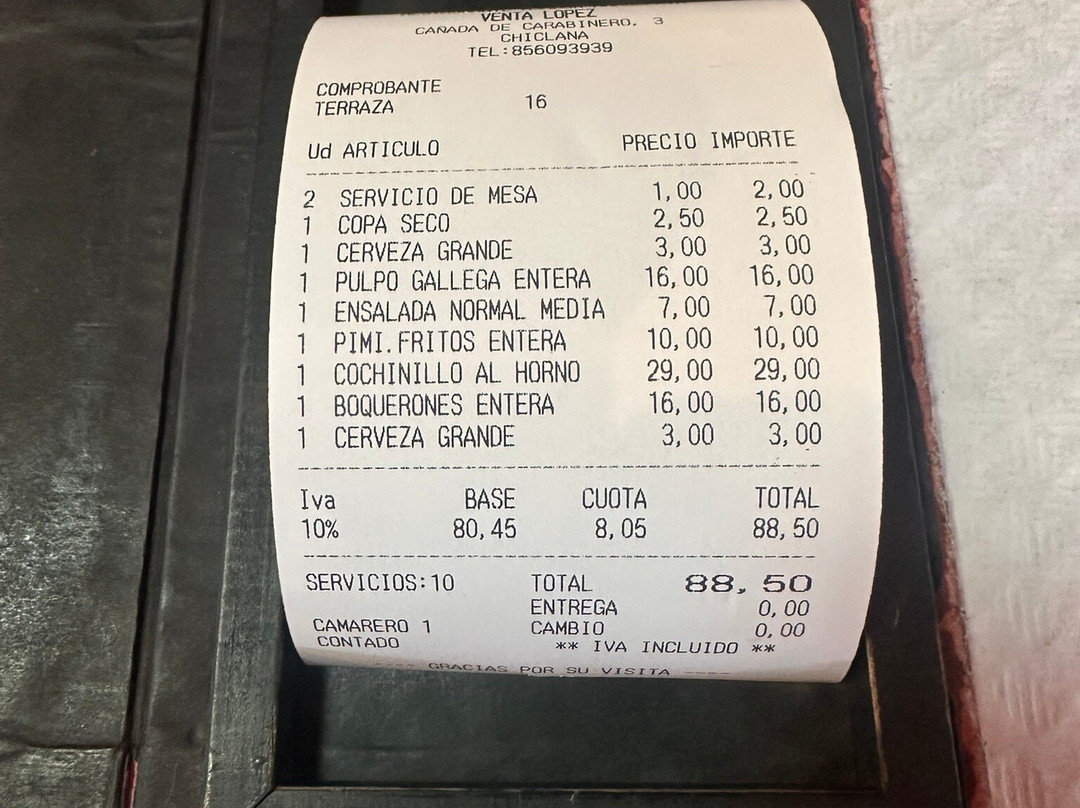 VENTA LOPEZ
CAÑADA DE CARABINERO. 3
CHICLANA
TEL:856093939
COMPROBANTE
TERRAZA 16
Ud ARTICULO PRECIO IMPORTE
2 SERVICIO DE MESA 1,00 2,00
1 COPA SECO 2,50 2,50
1 CERVEZA GRANDE 3,00 3,00
1 PULPO GALLEGA ENTERA 16,00 16,00
1 ENSALADA NORMAL MEDIA 7,00 7,00
1 PIMI.FRITOS ENTERA 10,00 10,00
1 COCHINILLO AL HORNO 29,00 29,00
1 BOQUERONES ENTERA 16,00 16,00
1 CERVEZA GRANDE 3,00 3,00
Iva BASE CUOTA TOTAL
10% 80,45 8,05 88,50
SERVICIOS:10 TOTAL 88,50
ENTREGA 0,00
CAMARERO 1 CAMBIO 0,00
CONTADO ** IVA INCLUIDO **
---- GRACIAS POR SU VISITA ----